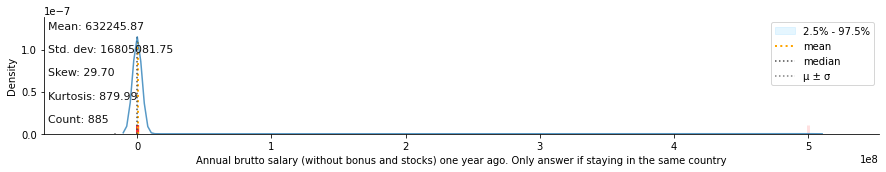 1e−7
Mean: 632245.87
2.5% - 97.5%
mean
1.0
Std. dev: 16805081.75
median
μ ± σ
Density
Skew: 29.70
0.5
Kurtosis: 879.99
Count: 885
0.0
0 1 2 3 4 5
1e8
Annual brutto salary (without bonus and stocks) one year ago. Only answer if staying in the same country